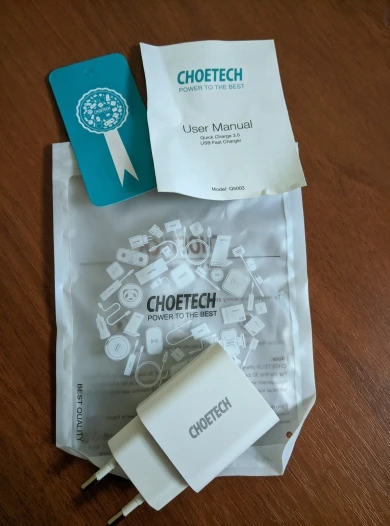 CHOETECH
CHOETECH
POWER TO THE BEST
User Manual
Quick Charge 3.0
USB Fast Charger
Model: Q5003
CHOETECH
POWER TO THE BEST
BEST QUALITY
CHOETECH